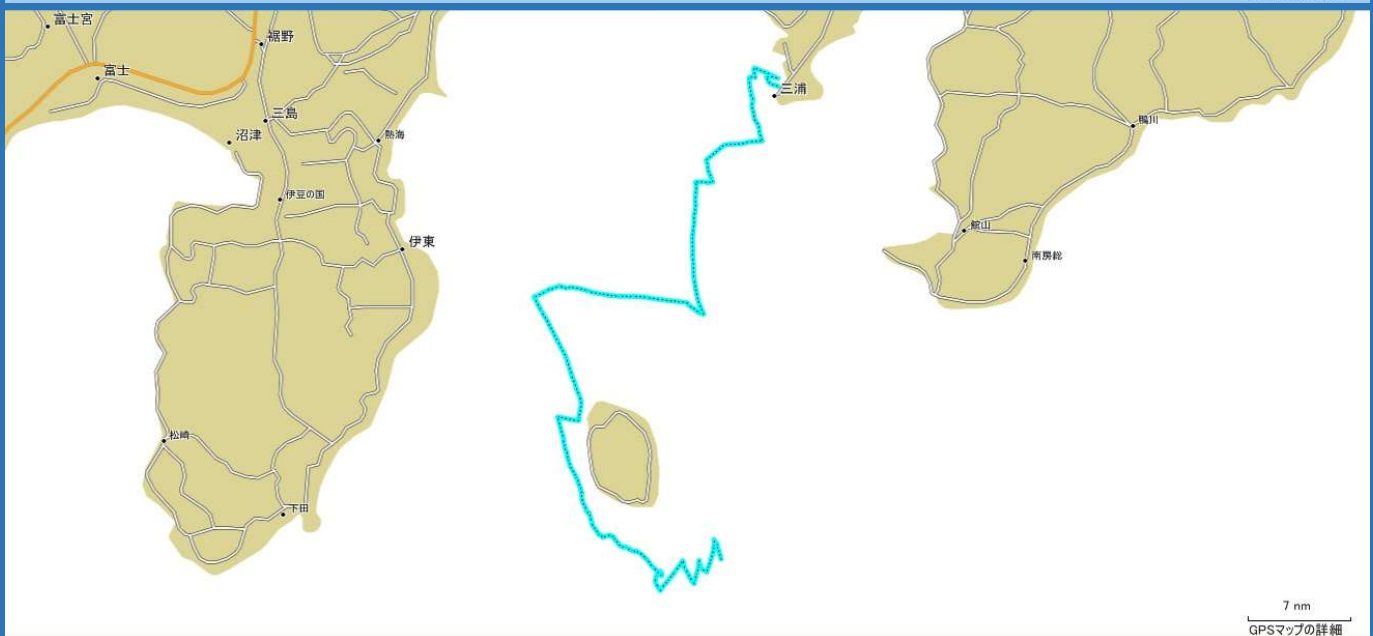 富士宮
裾野
富士
三浦
三島
鴨川
沼津
熱海
伊豆の国
館山
伊東
南房総
松崎
下田
7 nm
GPSマップの詳細